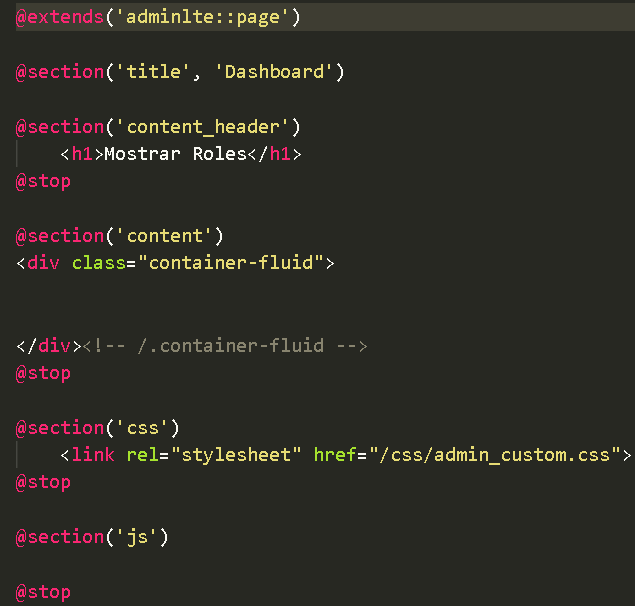 @extends('adminlte::page')
@section('title', 'Dashboard')
@section('content_header')
    <h1>Mostrar Roles</h1>
@stop
@section('content')
<div class="container-fluid">
</div><!-- /.container-fluid -->
@stop
@section('css')
    <link rel="stylesheet" href="/css/admin_custom.css">
@stop
@section('js')
@stop